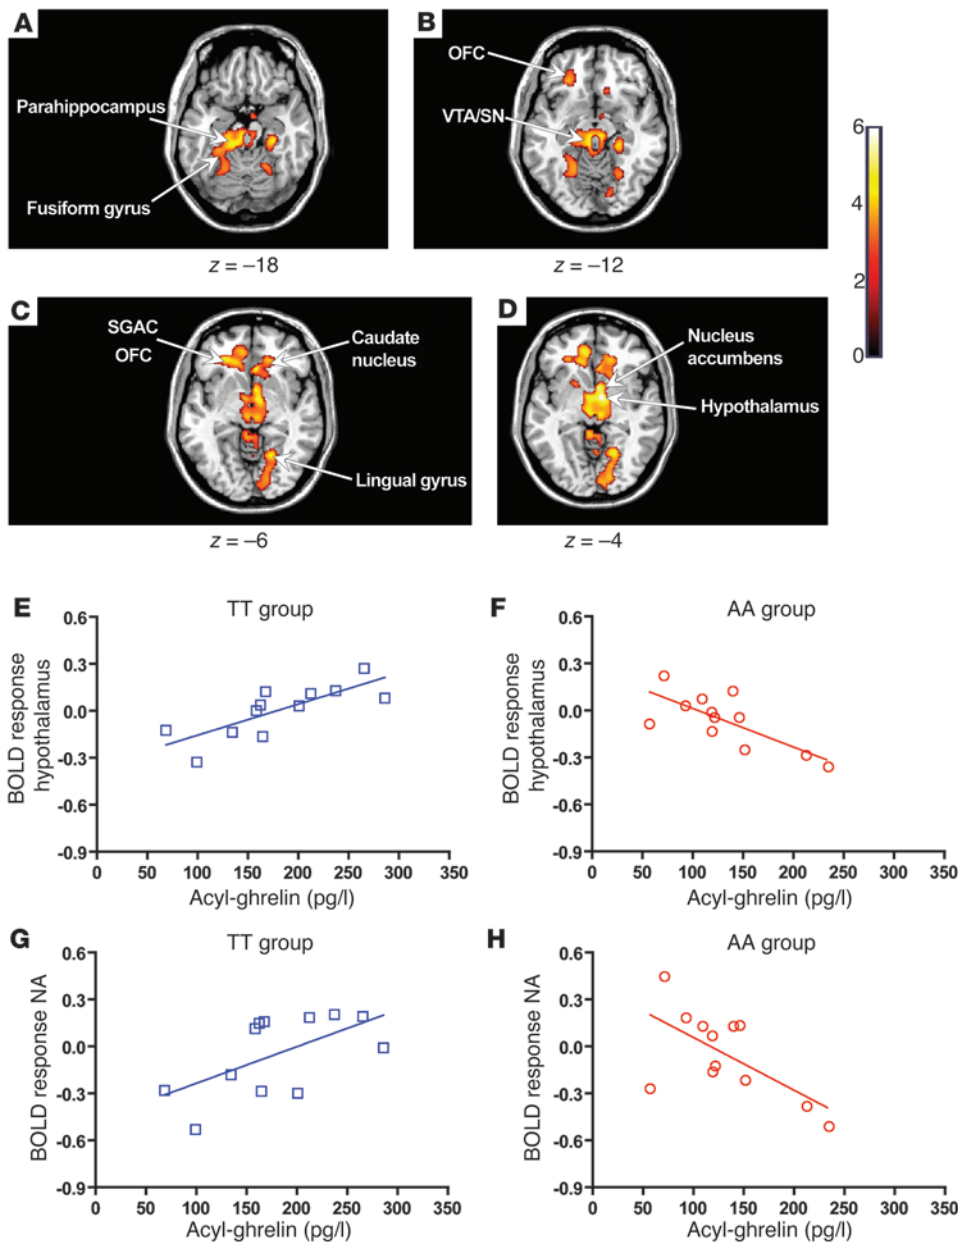 A
Parahippocampus
Fusiform gyrus
z = –18
B
OFC
VTA/SN
z = –12
6
4
2
0
C
SGAC
OFC
Caudate
nucleus
Lingual gyrus
z = –6
D
Nucleus
accumbens
Hypothalamus
z = –4
E
TT group
BOLD response
hypothalamus
0.6
0.3
0.0
-0.3
-0.6
-0.9
0 50 100 150 200 250 300 350
Acyl-ghrelin (pg/l)
F
AA group
BOLD response
hypothalamus
0.6
0.3
0.0
-0.3
-0.6
-0.9
0 50 100 150 200 250 300 350
Acyl-ghrelin (pg/l)
G
TT group
BOLD response NA
0.6
0.3
0.0
-0.3
-0.6
-0.9
0 50 100 150 200 250 300 350
Acyl-ghrelin (pg/l)
H
AA group
BOLD response NA
0.6
0.3
0.0
-0.3
-0.6
-0.9
0 50 100 150 200 250 300 350
Acyl-ghrelin (pg/l)